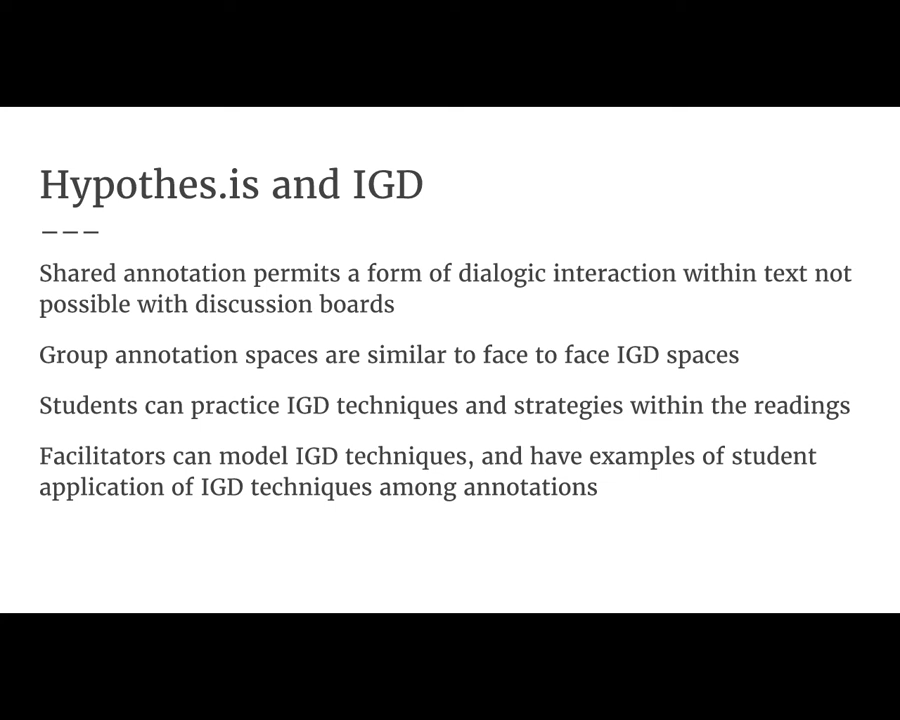 Hypothes.is and IGD
Shared annotation permits a form of dialogic interaction within text not
possible with discussion boards
Group annotation spaces are similar to face to face IGD spaces
Students can practice IGD techniques and strategies within the readings
Facilitators can model IGD techniques, and have examples of student
application of IGD techniques among annotations